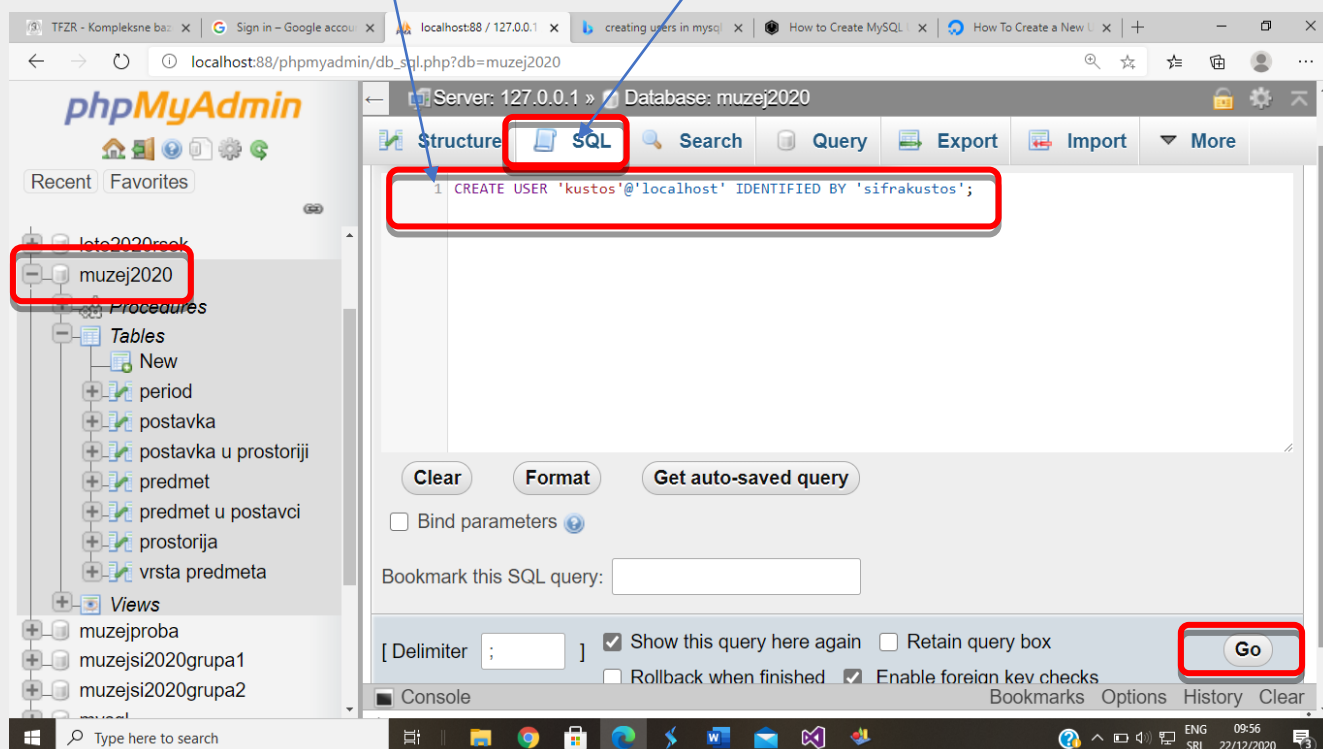 TFZR - Kompleksne baz
Sign in – Google accou
localhost:88 / 127.0.0.1
creating users in mysql
How to Create MySQL
How To Create a New U
localhost:88/phpmyadmin/db_sql.php?db=muzej2020
phpMyAdmin
Recent Favorites
loto2020rsok
muzej2020
Procedures
Tables
New
period
postavka
postavka u prostoriji
predmet
predmet u postavci
prostorija
vrsta predmeta
Views
muzejproba
muzejsi2020grupa1
muzejsi2020grupa2
mysql
Server: 127.0.0.1 » Database: muzej2020
Structure SQL Search Query Export Import More
1 CREATE USER 'kustos'@'localhost' IDENTIFIED BY 'sifrakustos';
Clear Format Get auto-saved query
Bind parameters
Bookmark this SQL query:
[ Delimiter ; ] Show this query here again Retain query box
Rollback when finished Enable foreign key checks
Go
Console Bookmarks Options History Clear
Type here to search
ENG 09:56
SRL 22/12/2020
3